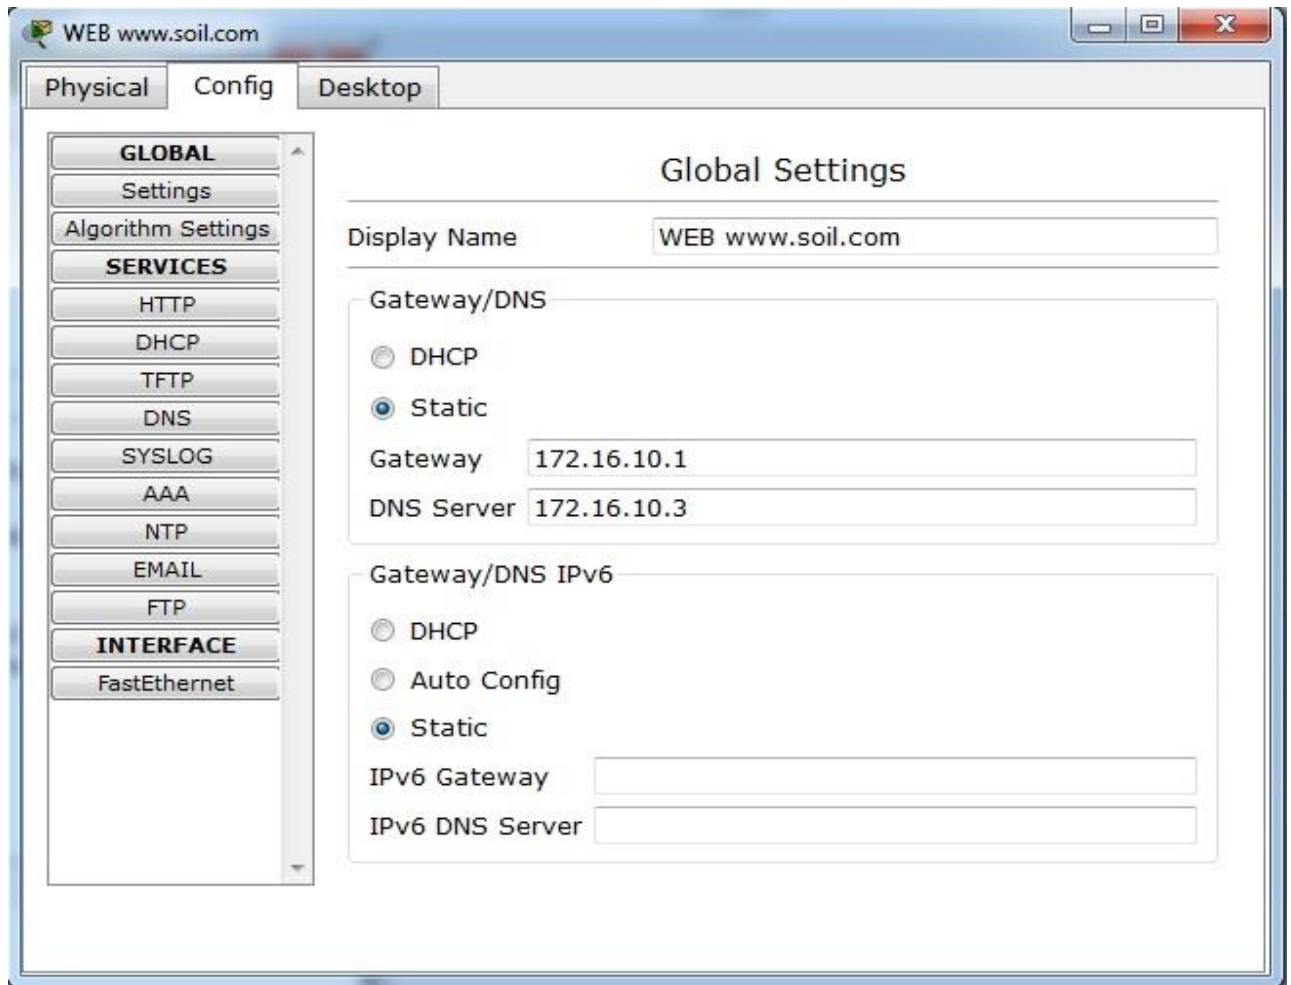 WEB www.soil.com
Physical
Config
Desktop
GLOBAL
Settings
Algorithm Settings
SERVICES
HTTP
DHCP
TFTP
DNS
SYSLOG
AAA
NTP
EMAIL
FTP
INTERFACE
FastEthernet
Global Settings
Display Name WEB www.soil.com
Gateway/DNS
DHCP
Static
Gateway 172.16.10.1
DNS Server 172.16.10.3
Gateway/DNS IPv6
DHCP
Auto Config
Static
IPv6 Gateway
IPv6 DNS Server